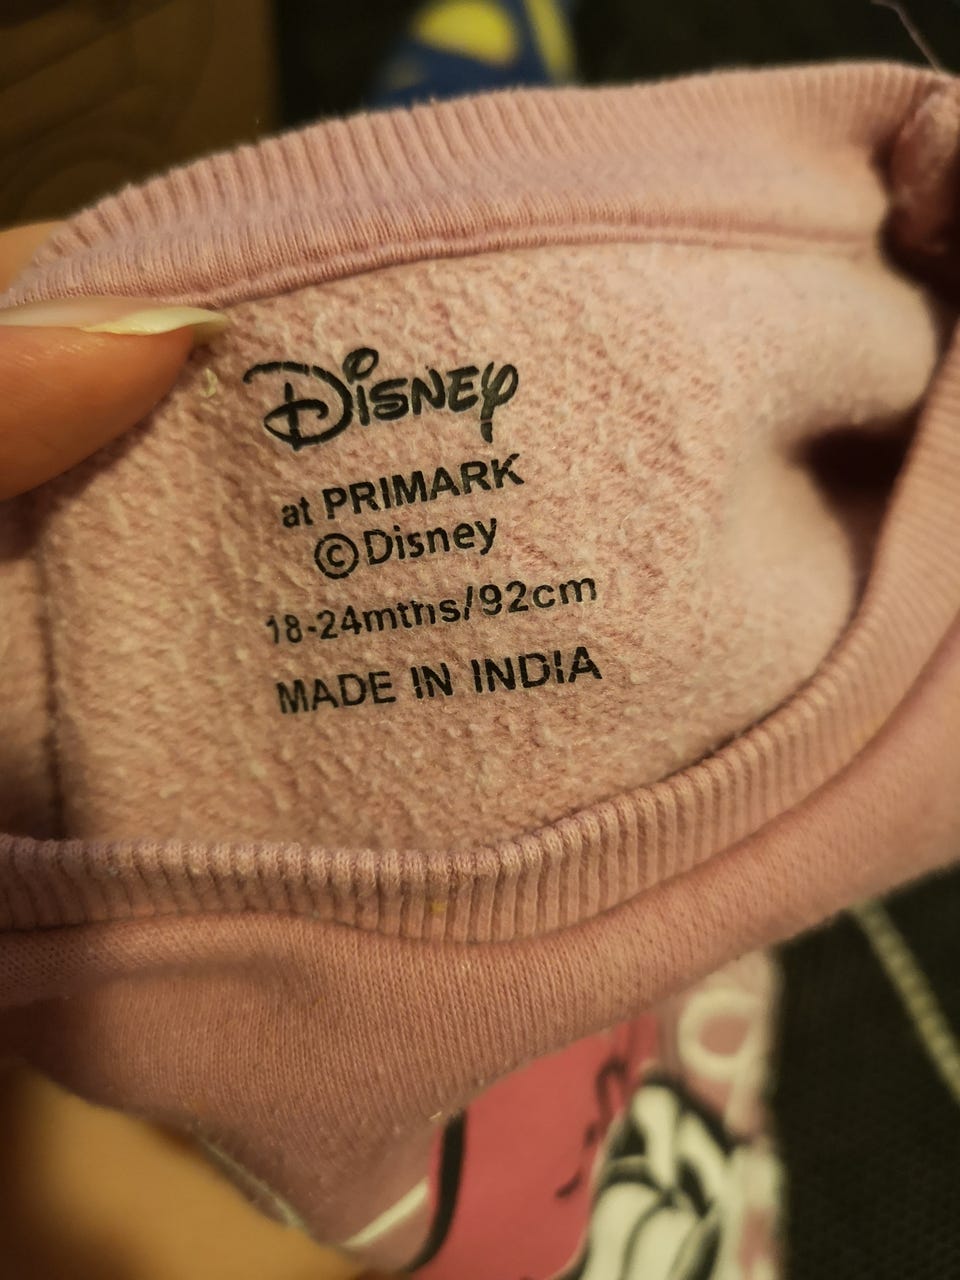 Disney
at PRIMARK
©Disney
18-24mths/92cm
MADE IN INDIA